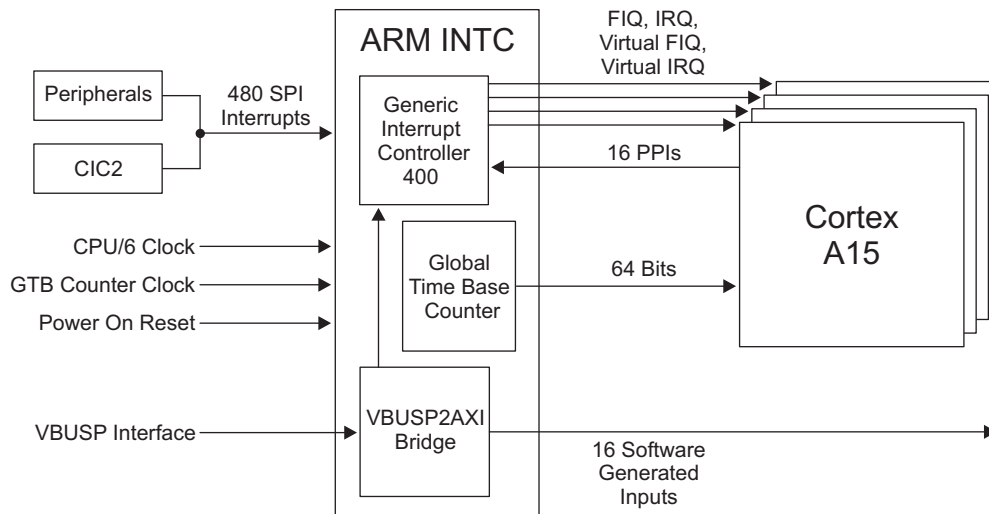 ARM INTC
FIQ, IRQ,
Virtual FIQ,
Virtual IRQ
Peripherals
480 SPI
Interrupts
CIC2
Generic
Interrupt
Controller
400
16 PPIs
Cortex
A15
CPU/6 Clock
GTB Counter Clock
Power On Reset
Global
Time Base
Counter
64 Bits
VBUSP Interface
VBUSP2AXI
Bridge
16 Software
Generated
Inputs